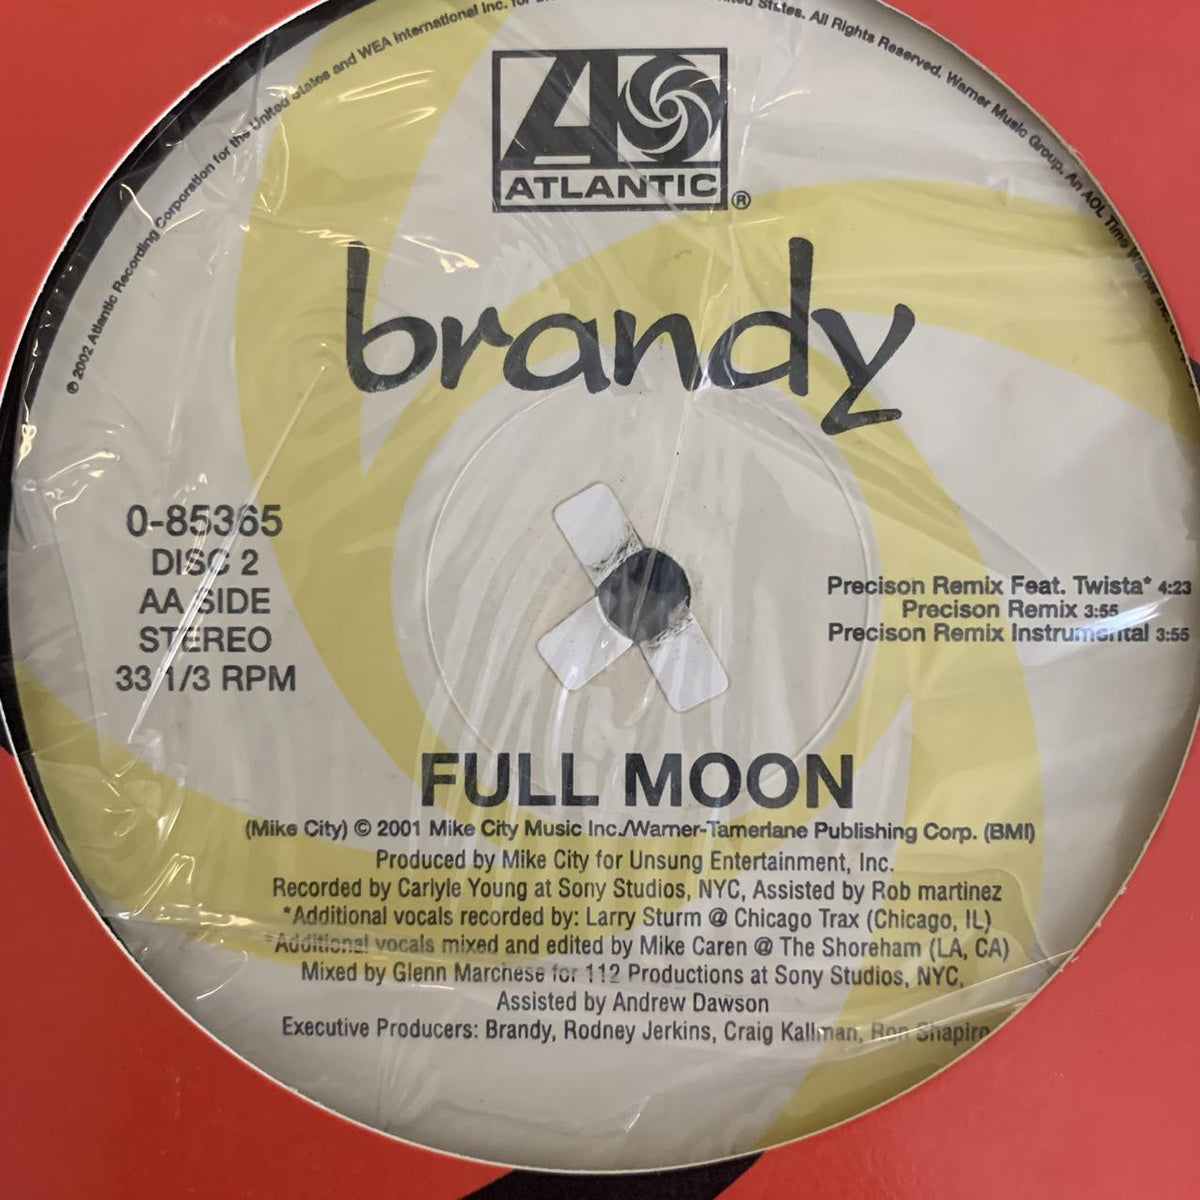 ℗ 2002 Atlantic Recording Corporation for the United States and WEA International Inc. for the United States. All Rights Reserved. Warner Music Group. An AOL Time Warner
ATLANTIC®
brandy
0-85365
DISC 2
AA SIDE
STEREO
33 1/3 RPM
Precison Remix Feat. Twista* 4:23
Precison Remix 3:55
Precison Remix Instrumental 3:55
FULL MOON
(Mike City) © 2001 Mike City Music Inc./Warner-Tamerlane Publishing Corp. (BMI)
Produced by Mike City for Unsung Entertainment, Inc.
Recorded by Carlyle Young at Sony Studios, NYC, Assisted by Rob martinez
*Additional vocals recorded by: Larry Sturm @ Chicago Trax (Chicago, IL)
*Additional vocals mixed and edited by Mike Caren @ The Shoreham (LA, CA)
Mixed by Glenn Marchese for 112 Productions at Sony Studios, NYC,
Assisted by Andrew Dawson
Executive Producers: Brandy, Rodney Jerkins, Craig Kallman, Ron Shapiro